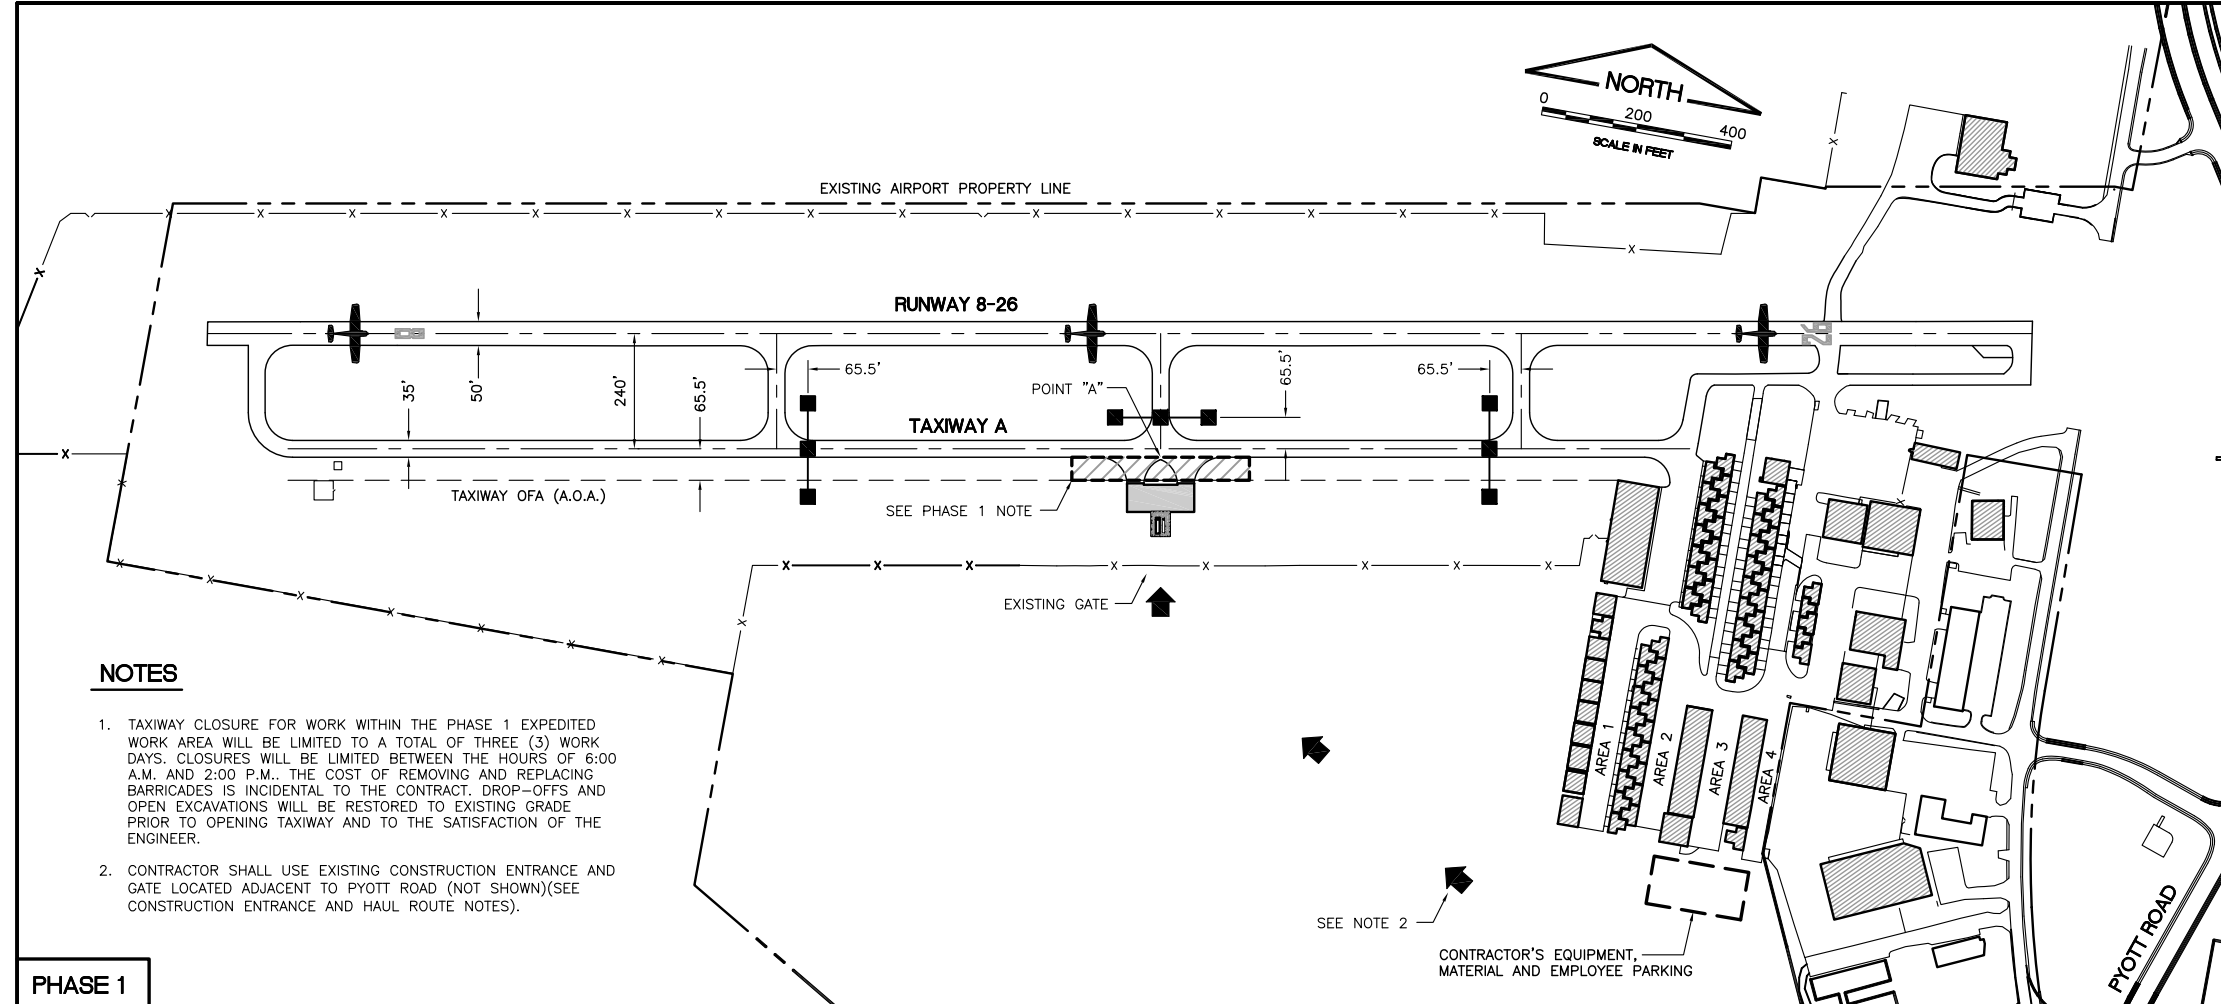 NORTH
0 200 400
SCALE IN FEET
EXISTING AIRPORT PROPERTY LINE
RUNWAY 8-26
8
26
35'
50'
240'
65.5'
65.5'
65.5'
65.5'
POINT "A"
TAXIWAY A
TAXIWAY OFA (A.O.A.)
SEE PHASE 1 NOTE
EXISTING GATE
NOTES
1. TAXIWAY CLOSURE FOR WORK WITHIN THE PHASE 1 EXPEDITED
WORK AREA WILL BE LIMITED TO A TOTAL OF THREE (3) WORK
DAYS. CLOSURES WILL BE LIMITED BETWEEN THE HOURS OF 6:00
A.M. AND 2:00 P.M.. THE COST OF REMOVING AND REPLACING
BARRICADES IS INCIDENTAL TO THE CONTRACT. DROP-OFFS AND
OPEN EXCAVATIONS WILL BE RESTORED TO EXISTING GRADE
PRIOR TO OPENING TAXIWAY AND TO THE SATISFACTION OF THE
ENGINEER.
2. CONTRACTOR SHALL USE EXISTING CONSTRUCTION ENTRANCE AND
GATE LOCATED ADJACENT TO PYOTT ROAD (NOT SHOWN)(SEE
CONSTRUCTION ENTRANCE AND HAUL ROUTE NOTES).
AREA 1
AREA 2
AREA 3
AREA 4
SEE NOTE 2
CONTRACTOR'S EQUIPMENT,
MATERIAL AND EMPLOYEE PARKING
PYOTT ROAD
PHASE 1